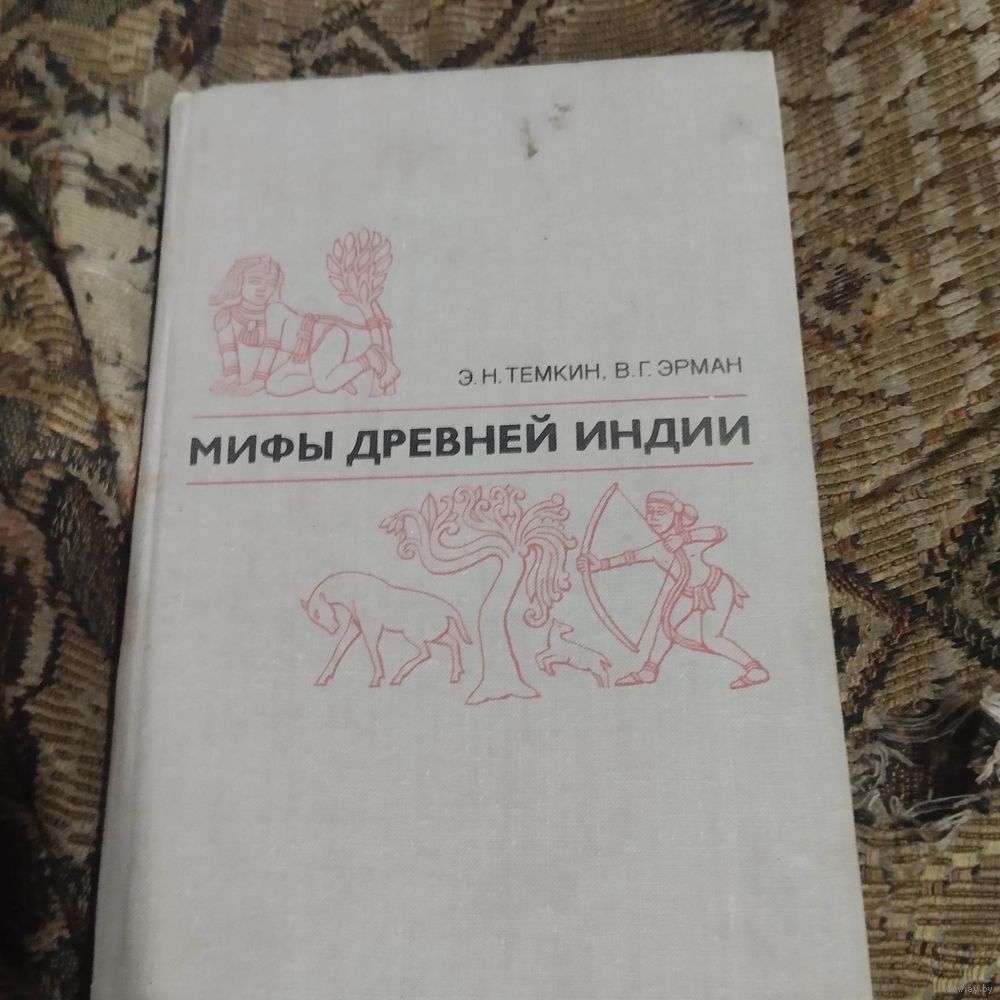 Э. Н. ТЕМКИН, В. Г. ЭРМАН
МИФЫ ДРЕВНЕЙ ИНДИИ